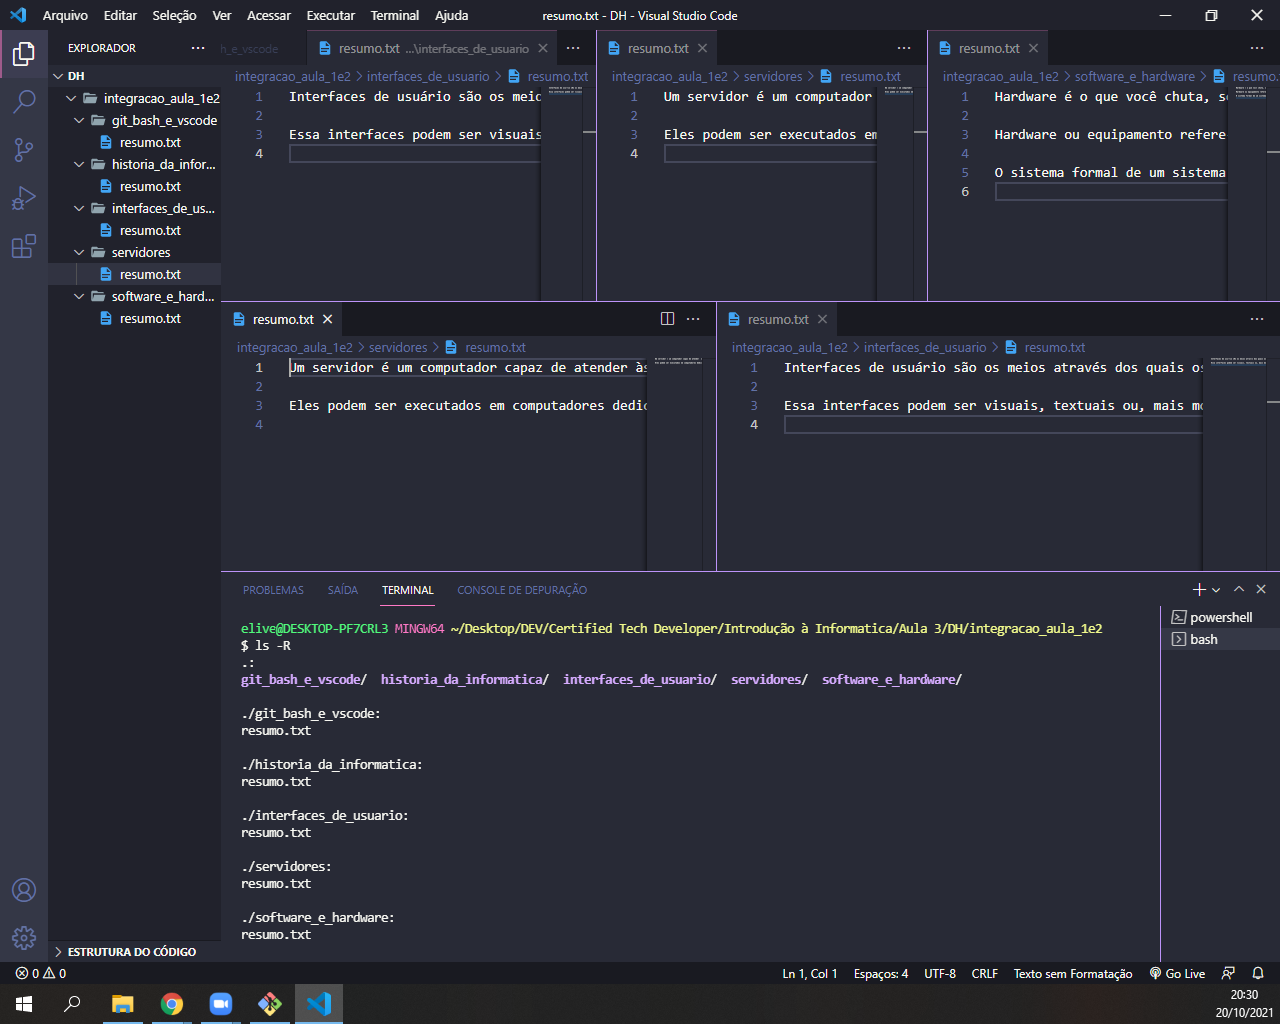 Arquivo Editar Seleção Ver Acessar Executar Terminal Ajuda resumo.txt - DH - Visual Studio Code
EXPLORADOR
DH
integracao_aula_1e2
git_bash_e_vscode
resumo.txt
historia_da_infor...
resumo.txt
interfaces_de_us...
resumo.txt
servidores
resumo.txt
software_e_hard...
resumo.txt
ESTRUTURA DO CÓDIGO
h_e_vscode resumo.txt ...\interfaces_de_usuario
integracao_aula_1e2 > interfaces_de_usuario > resumo.txt
1 Interfaces de usuário são os meio
2
3 Essa interfaces podem ser visuais
4
resumo.txt
integracao_aula_1e2 > servidores > resumo.txt
1 Um servidor é um computador
2
3 Eles podem ser executados em
4
resumo.txt
integracao_aula_1e2 > software_e_hardware > resumo.
1 Hardware é o que você chuta, s
2
3 Hardware ou equipamento refere
4
5 O sistema formal de um sistema
6
resumo.txt
integracao_aula_1e2 > servidores > resumo.txt
1 Um servidor é um computador capaz de atender às
2
3 Eles podem ser executados em computadores dedic
4
resumo.txt
integracao_aula_1e2 > interfaces_de_usuario > resumo.txt
1 Interfaces de usuário são os meios através dos quais os
2
3 Essa interfaces podem ser visuais, textuais ou, mais mo
4
PROBLEMAS SAÍDA TERMINAL CONSOLE DE DEPURAÇÃO
elive@DESKTOP-PF7CRL3 MINGW64 ~/Desktop/DEV/Certified Tech Developer/Introdução à Informatica/Aula 3/DH/integracao_aula_1e2
$ ls -R
.:
git_bash_e_vscode/ historia_da_informatica/ interfaces_de_usuario/ servidores/ software_e_hardware/
./git_bash_e_vscode:
resumo.txt
./historia_da_informatica:
resumo.txt
./interfaces_de_usuario:
resumo.txt
./servidores:
resumo.txt
./software_e_hardware:
resumo.txt
powershell
bash
0 0 Ln 1, Col 1 Espaços: 4 UTF-8 CRLF Texto sem Formatação Go Live
20:30
20/10/2021